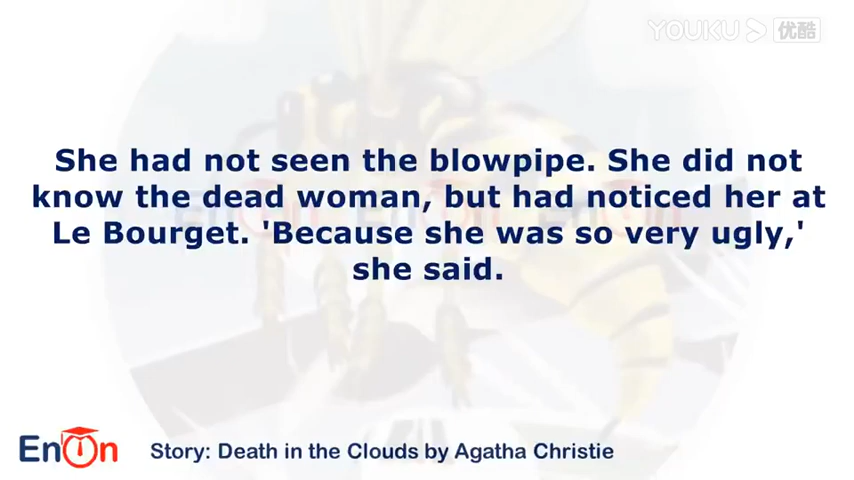 YOUKU 优酷
She had not seen the blowpipe. She did not
know the dead woman, but had noticed her at
Le Bourget. 'Because she was so very ugly,'
she said.
EnOn
Story: Death in the Clouds by Agatha Christie